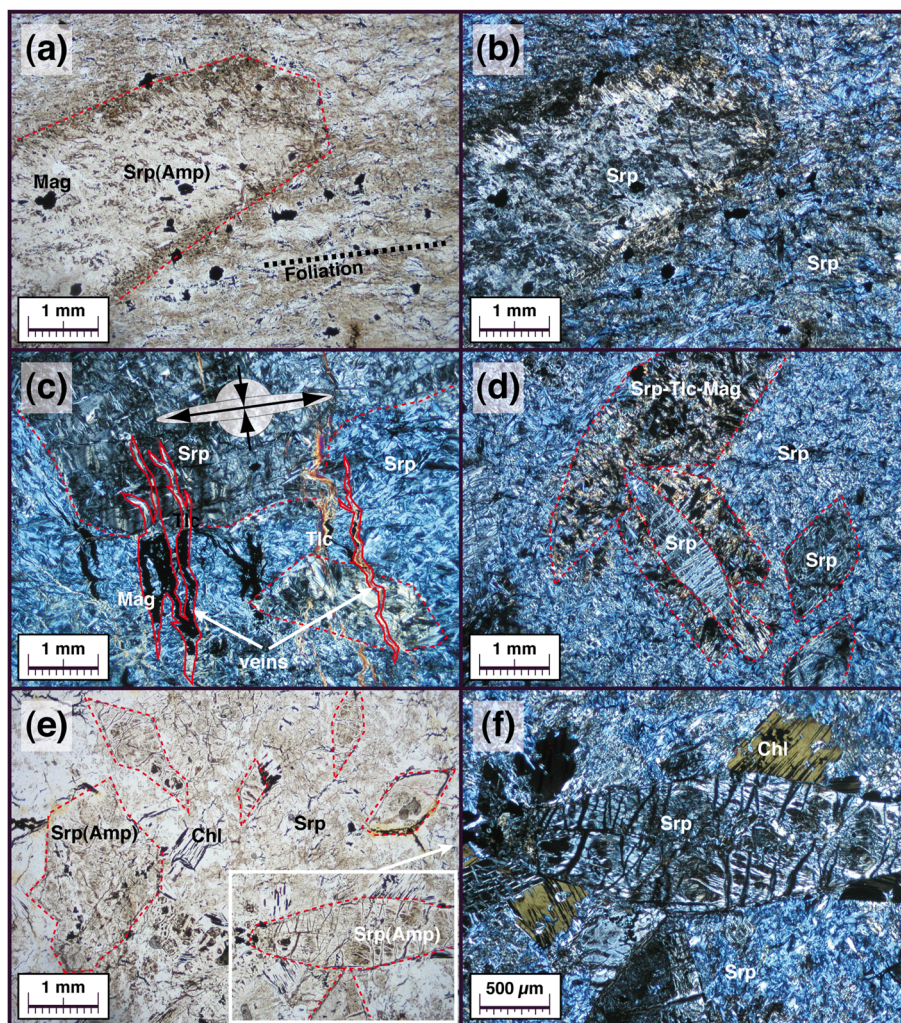 (a)
Mag
Srp(Amp)
Foliation
1 mm
(b)
Srp
Srp
1 mm
(c)
Srp
Srp
Tlc
Tlc
Mag
veins
1 mm
(d)
Srp-Tlc-Mag
Srp
Srp
Srp
1 mm
(e)
Srp(Amp)
Chl
Srp
Srp(Amp)
1 mm
(f)
Chl
Srp
Srp
500 μm